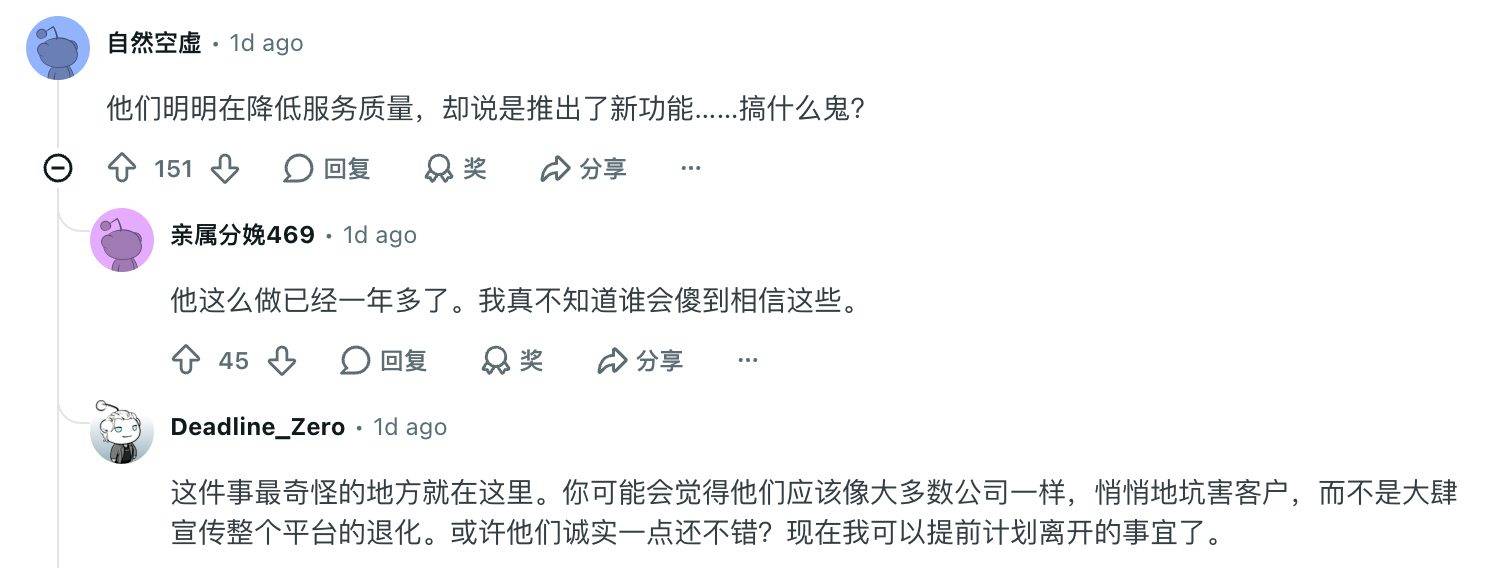 自然空虚 · 1d ago
他们明明在降低服务质量，却说是推出了新功能……搞什么鬼？
151 回复 奖 分享 ...
亲属分娩469 · 1d ago
他这么做已经一年多了。我真不知道谁会傻到相信这些。
45 回复 奖 分享 ...
Deadline_Zero · 1d ago
这件事最奇怪的地方就在这里。你可能会觉得他们应该像大多数公司一样，悄悄地坑害客户，而不是大肆
宣传整个平台的退化。或许他们诚实一点还不错？现在我可以提前计划离开的事宜了。